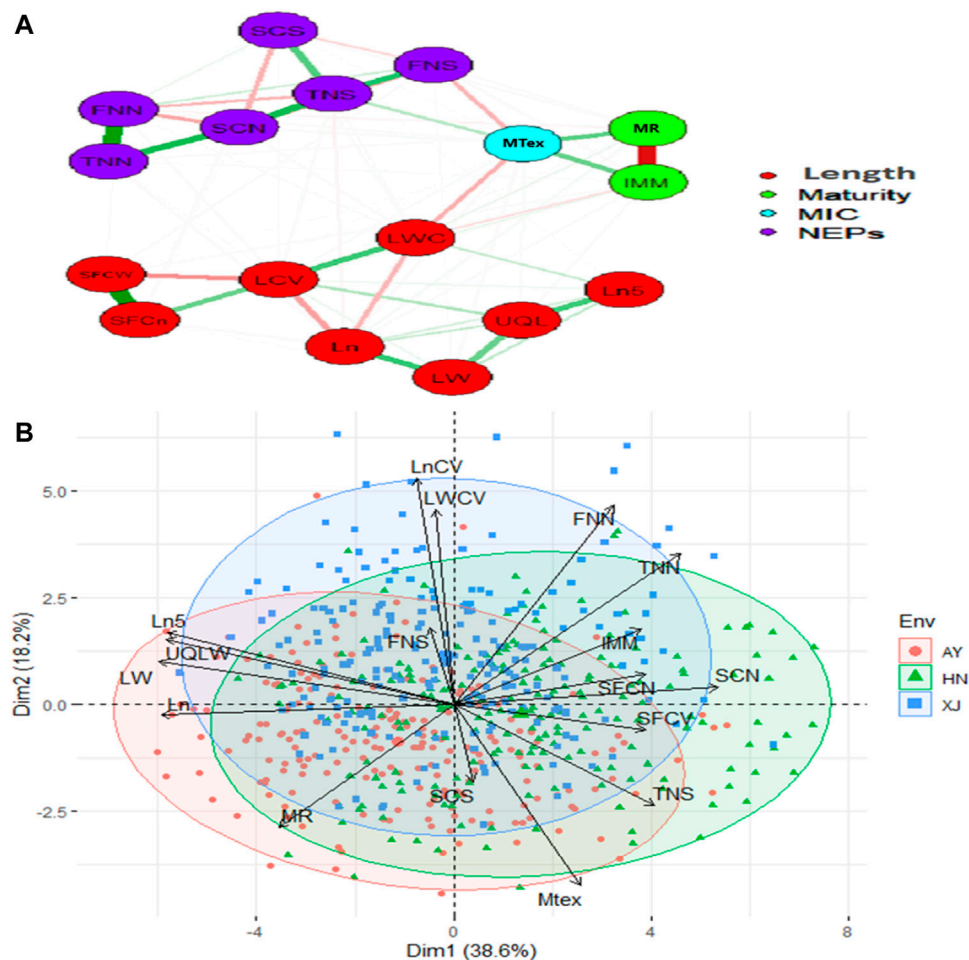 A
SCS
FNS
TNS
FNN
SCN
TNN
MTex
MR
IMM
Length
Maturity
MIC
NEPs
LWC
SFCW
LCV
SFCn
Ln5
UQL
Ln
LW
B
LnCV
LWCV
FNN
TNN
5.0
2.5
0.0
-2.5
Dim2 (18.2%)
Ln5
UQLW
LW
Ln
FNS
IMM
SFCN
SCN
SFCV
TNS
SCS
MR
Mtex
Env
AY
HN
XJ
-4
0
4
8
Dim1 (38.6%)